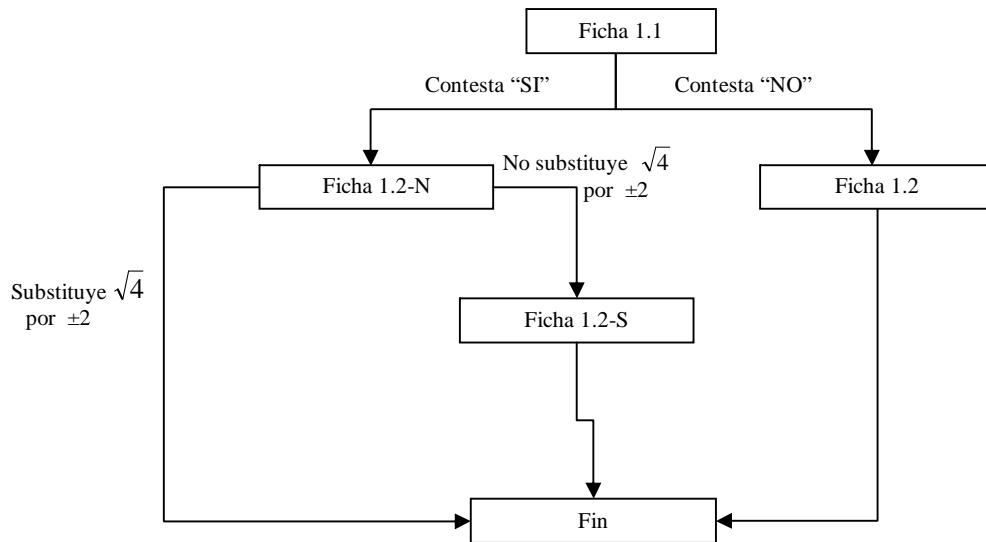 Ficha 1.1
Contesta “SI”
Contesta “NO”
No substituye √4
por ±2
Ficha 1.2-N
Ficha 1.2
Substituye √4
por ±2
Ficha 1.2-S
Fin